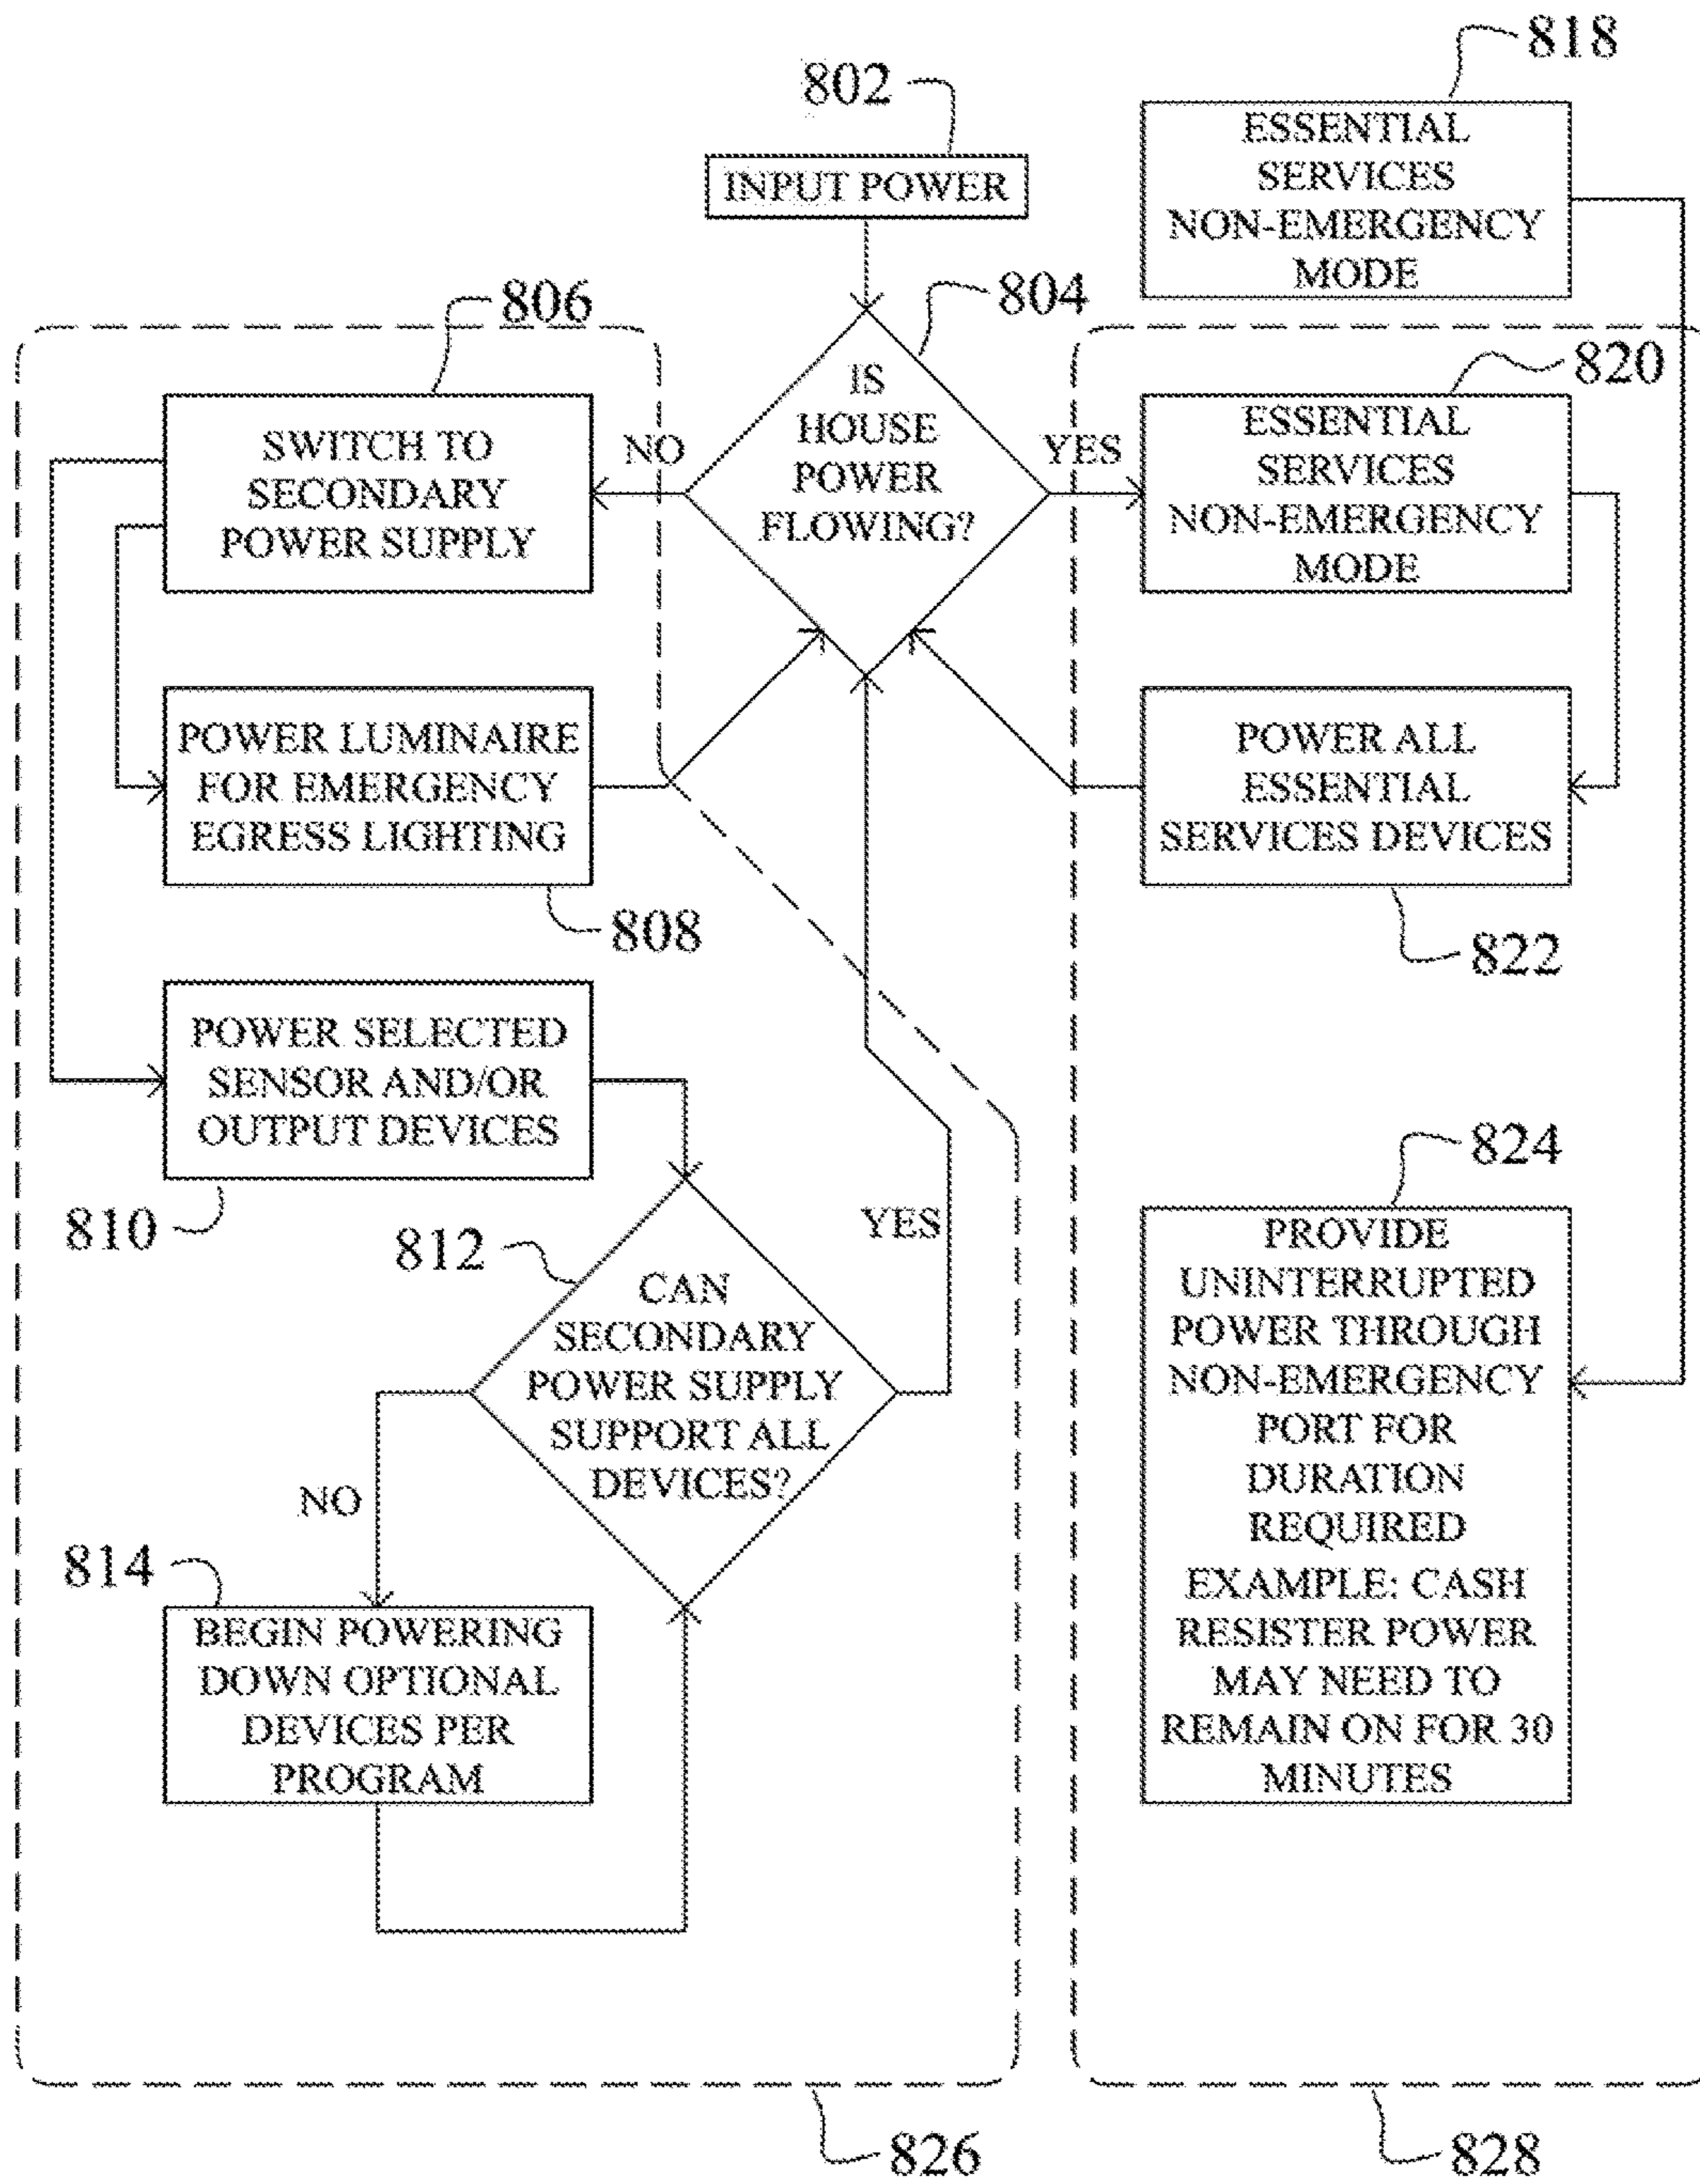 818
802
ESSENTIAL
SERVICES
NON-EMERGENCY
MODE
INPUT POWER
804
806
820
IS
HOUSE
POWER
FLOWING?
NO
YES
SWITCH TO
SECONDARY
POWER SUPPLY
ESSENTIAL
SERVICES
NON-EMERGENCY
MODE
POWER LUMINAIRE
FOR EMERGENCY
EGRESS LIGHTING
POWER ALL
ESSENTIAL
SERVICES DEVICES
808
822
POWER SELECTED
SENSOR AND/OR
OUTPUT DEVICES
824
810
812
YES
CAN
SECONDARY
POWER SUPPLY
SUPPORT ALL
DEVICES?
NO
PROVIDE
UNINTERRUPTED
POWER THROUGH
NON-EMERGENCY
PORT FOR
DURATION
REQUIRED
EXAMPLE: CASH
RESISTER POWER
MAY NEED TO
REMAIN ON FOR 30
MINUTES
814
BEGIN POWERING
DOWN OPTIONAL
DEVICES PER
PROGRAM
826
828